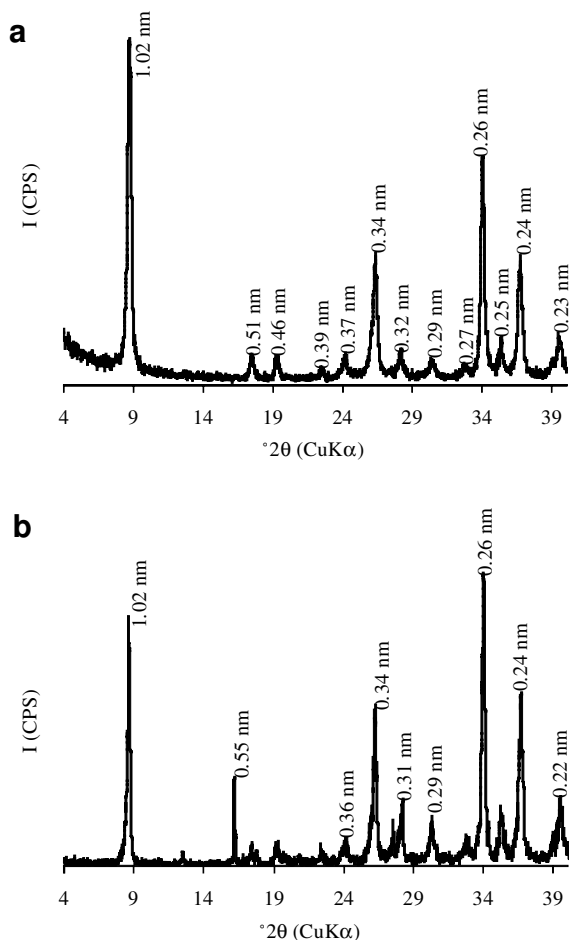 a
I (CPS)
1.02 nm
0.51 nm
0.46 nm
0.39 nm
0.37 nm
0.34 nm
0.32 nm
0.29 nm
0.27 nm
0.26 nm
0.25 nm
0.24 nm
0.23 nm
4 9 14 19 24 29 34 39
°2θ (CuKα)
b
I (CPS)
1.02 nm
0.55 nm
0.36 nm
0.34 nm
0.31 nm
0.29 nm
0.26 nm
0.24 nm
0.22 nm
4 9 14 19 24 29 34 39
°2θ (CuKα)